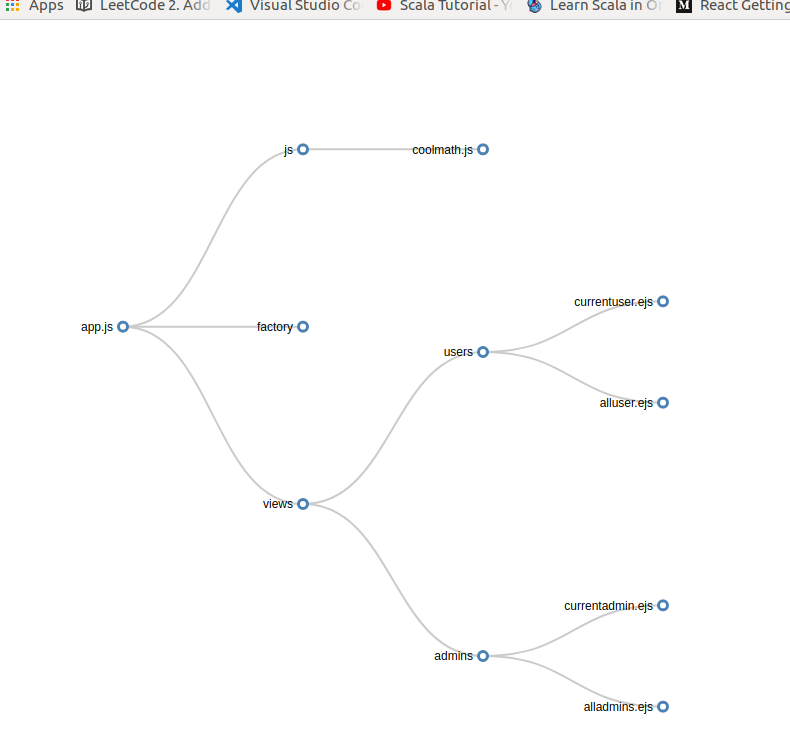 Apps LeetCode 2. Add Visual Studio Co Scala Tutorial - Yo Learn Scala in Or React Getting
js
coolmath.js
currentuser.ejs
app.js
factory
users
alluser.ejs
views
currentadmin.ejs
admins
alladmins.ejs